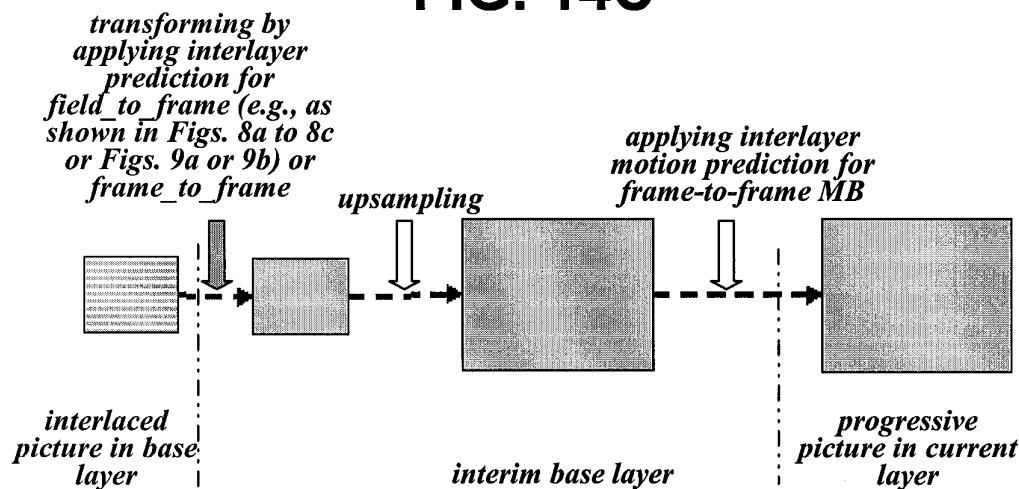 FIG.
transforming by
applying interlayer
prediction for
field_to_frame (e.g., as
shown in Figs. 8a to 8c
or Figs. 9a or 9b) or
frame_to_frame
upsampling
applying interlayer
motion prediction for
frame-to-frame MB
interlaced
picture in base
layer
interim base layer
progressive
picture in current
layer